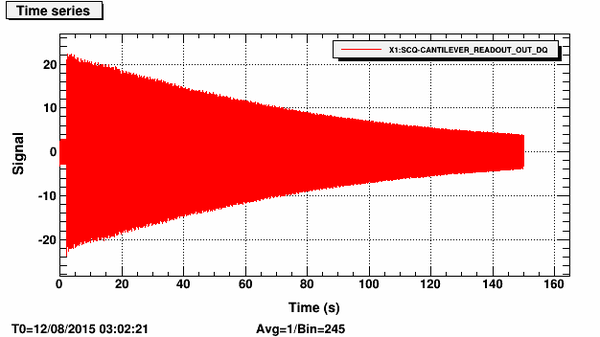 Time series
X1:SCQ-CANTILEVER_READOUT_OUT_DQ
Signal
20
10
0
-10
-20
0 20 40 60 80 100 120 140 160
Time (s)
T0=12/08/2015 03:02:21 Avg=1/Bin=245